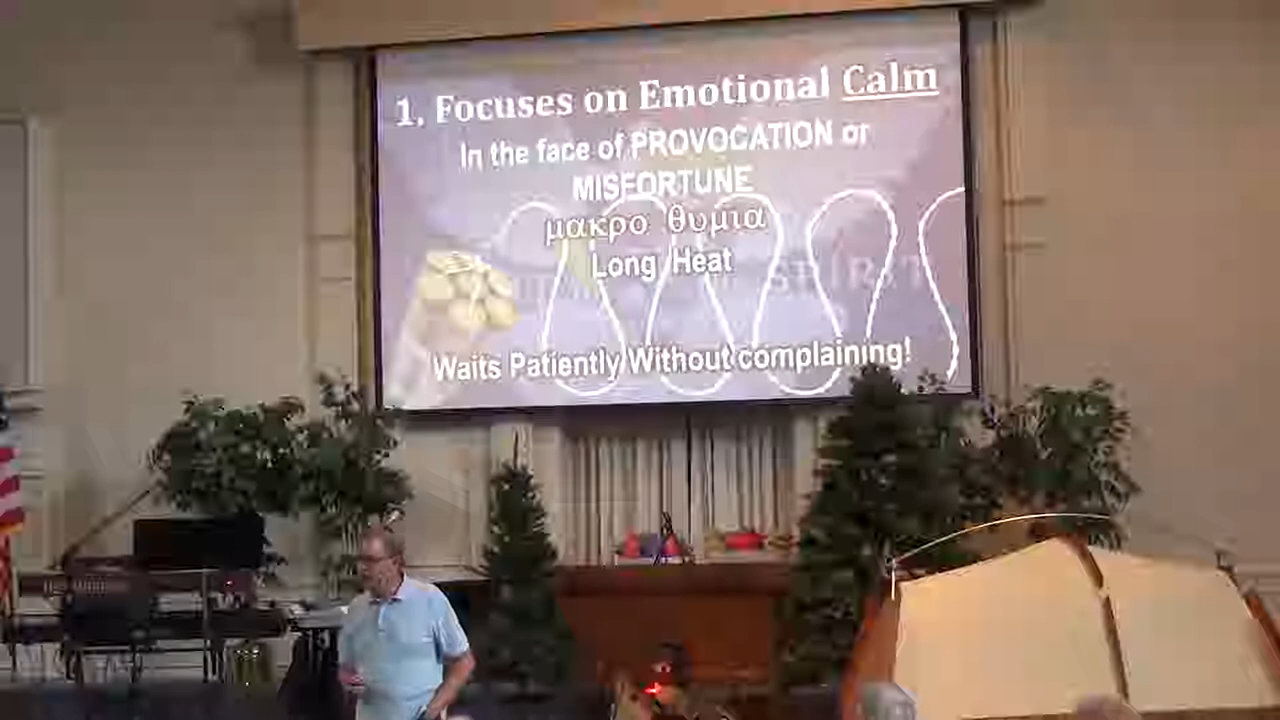 1. Focuses on Emotional Calm
In the face of PROVOCATION or
MISFORTUNE
μακρο θυμια
Long Heat
SPIRIT
Waits Patiently Without complaining!